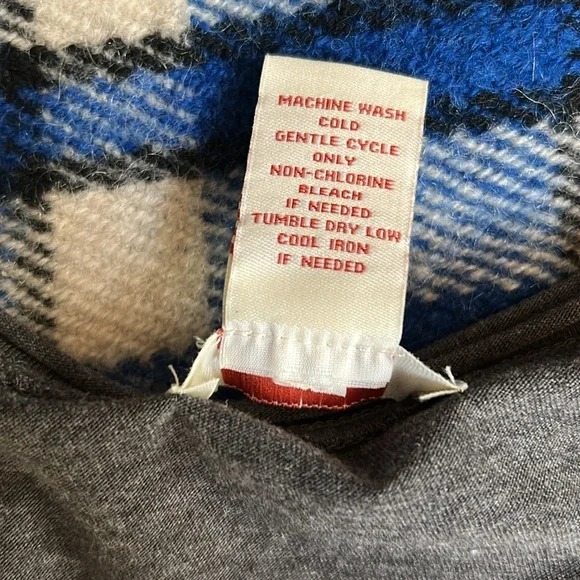 MACHINE WASH
COLD
GENTLE CYCLE
ONLY
NON-CHLORINE
BLEACH
IF NEEDED
TUMBLE DRY LOW
COOL IRON
IF NEEDED